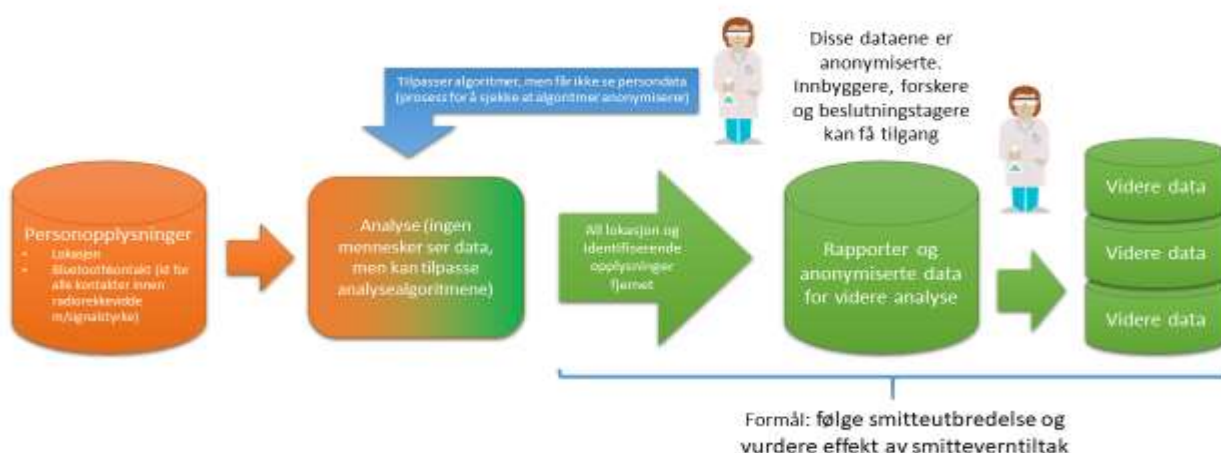 Tilpasser algoritmer, men får ikke se persondata
(prosess for å sjekke at algoritmer anonymiserer)
Disse dataene er
anonymiserte.
Innbyggere, forskere
og beslutningstagere
kan få tilgang
Personopplysninger
• Lokasjon
• Bluetoothkontakt (id for
alle kontakter innen
radiorekkevidde
m/signalstyrke)
Analyse (ingen
mennesker ser data,
men kan tilpasse
analysealgoritmene)
All lokasjon og
identifiserende
opplysninger
fjernet
Rapporter og
anonymiserte data
for videre analyse
Videre data
Videre data
Videre data
Formål: følge smitteutbredelse og
vurdere effekt av smitteverntiltak